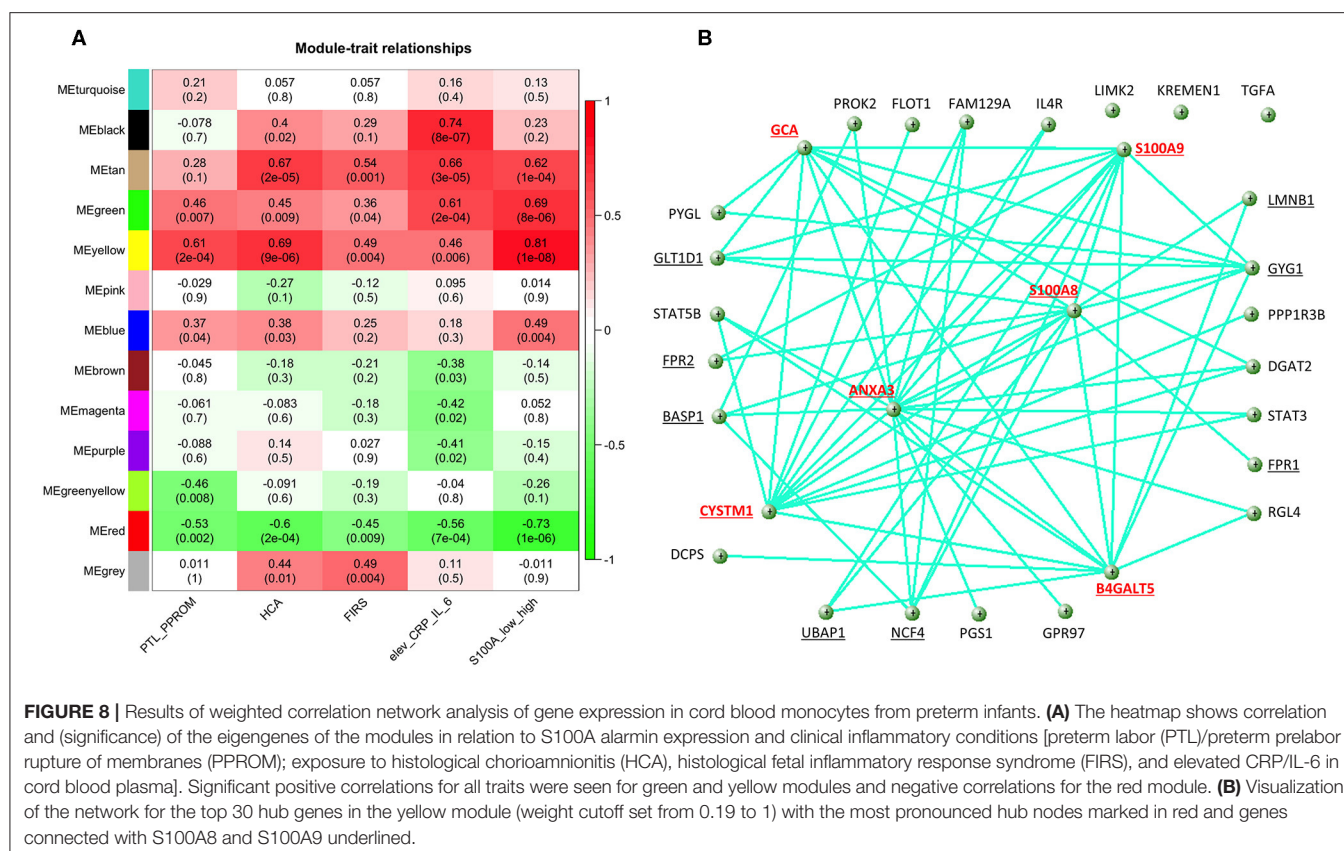 A
Module-trait relationships
MEturquoise 0.21 0.057 0.057 0.16 0.13
(0.2) (0.8) (0.8) (0.4) (0.5)
MEblack -0.078 0.4 0.29 0.74 0.23
(0.7) (0.02) (0.1) (8e-07) (0.2)
MEtan 0.28 0.67 0.54 0.66 0.62
(0.1) (2e-05) (0.001) (3e-05) (1e-04)
MEgreen 0.46 0.45 0.36 0.61 0.69
(0.007) (0.009) (0.04) (2e-04) (8e-06)
MEyellow 0.61 0.69 0.49 0.46 0.81
(2e-04) (9e-06) (0.004) (0.006) (1e-08)
MEpink -0.029 -0.27 -0.12 0.095 0.014
(0.9) (0.1) (0.5) (0.6) (0.9)
MEblue 0.37 0.38 0.25 0.18 0.49
(0.04) (0.03) (0.2) (0.3) (0.004)
MEbrown -0.045 -0.18 -0.21 -0.38 -0.14
(0.8) (0.3) (0.2) (0.03) (0.5)
MEmagenta -0.061 -0.083 -0.18 -0.42 0.052
(0.7) (0.6) (0.3) (0.02) (0.8)
MEpurple -0.088 0.14 0.027 -0.41 -0.15
(0.6) (0.5) (0.9) (0.02) (0.4)
MEgreenyellow -0.46 -0.091 -0.19 -0.04 -0.26
(0.008) (0.6) (0.3) (0.8) (0.1)
MEred -0.53 -0.6 -0.45 -0.56 -0.73
(0.002) (2e-04) (0.009) (7e-04) (1e-06)
MEgrey 0.011 0.44 0.49 0.11 -0.011
(1) (0.01) (0.004) (0.5) (0.9)
PTL_PPROM HCA FIRS elev_CRP_IL_6 S100A_low_high
1
0.5
0
-0.5
-1
B
LIMK2 KREMEN1 TGFA
PROK2 FLOT1 FAM129A IL4R
GCA
S100A9
LMNB1
PYGL
GLT1D1
GYG1
S100A8
STAT5B
PPP1R3B
FPR2
DGAT2
ANXA3
BASP1
STAT3
FPR1
CYSTM1
RGL4
DCPS
B4GALT5
UBAP1 NCF4 PGS1 GPR97
FIGURE 8 | Results of weighted correlation network analysis of gene expression in cord blood monocytes from preterm infants. (A) The heatmap shows correlation
and (significance) of the eigengenes of the modules in relation to S100A alarmin expression and clinical inflammatory conditions [preterm labor (PTL)/preterm prelabor
rupture of membranes (PPROM); exposure to histological chorioamnionitis (HCA), histological fetal inflammatory response syndrome (FIRS), and elevated CRP/IL-6 in
cord blood plasma]. Significant positive correlations for all traits were seen for green and yellow modules and negative correlations for the red module. (B) Visualization
of the network for the top 30 hub genes in the yellow module (weight cutoff set from 0.19 to 1) with the most pronounced hub nodes marked in red and genes
connected with S100A8 and S100A9 underlined.